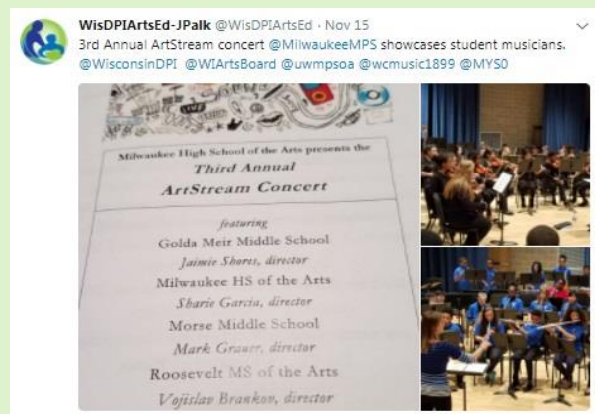 WisDPIArtsEd-JPalk @WisDPIArtsEd · Nov 15
3rd Annual ArtStream concert @MilwaukeeMPS showcases student musicians.
@WisconsinDPI @WIArtsBoard @uwmpsoa @wcmusic1899 @MYS0
Milwaukee High School of the Arts presents the
Third Annual
ArtStream Concert
featuring
Golda Meir Middle School
Jaimie Shores, director
Milwaukee HS of the Arts
Sharie Garcia, director
Morse Middle School
Mark Grauer, director
Roosevelt MS of the Arts
Vojislav Brankov, director